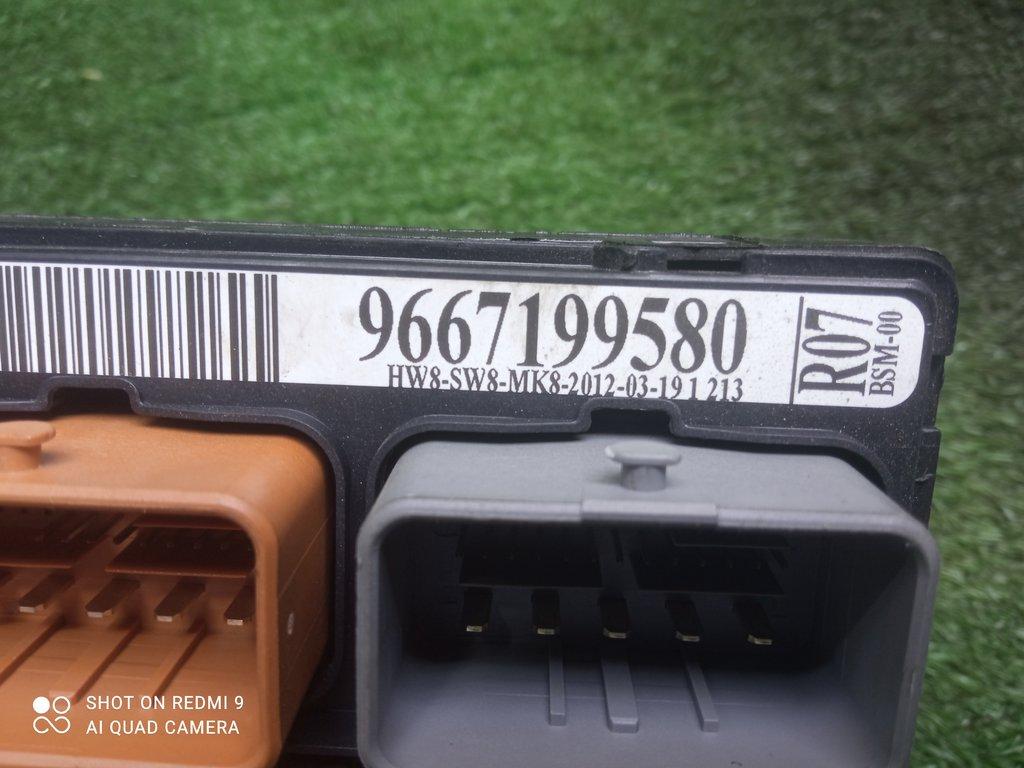 9667199580
HW8-SW8-MK8-2012-03-19 1 213
R07
BSM-00
SHOT ON REDMI 9
AI QUAD CAMERA